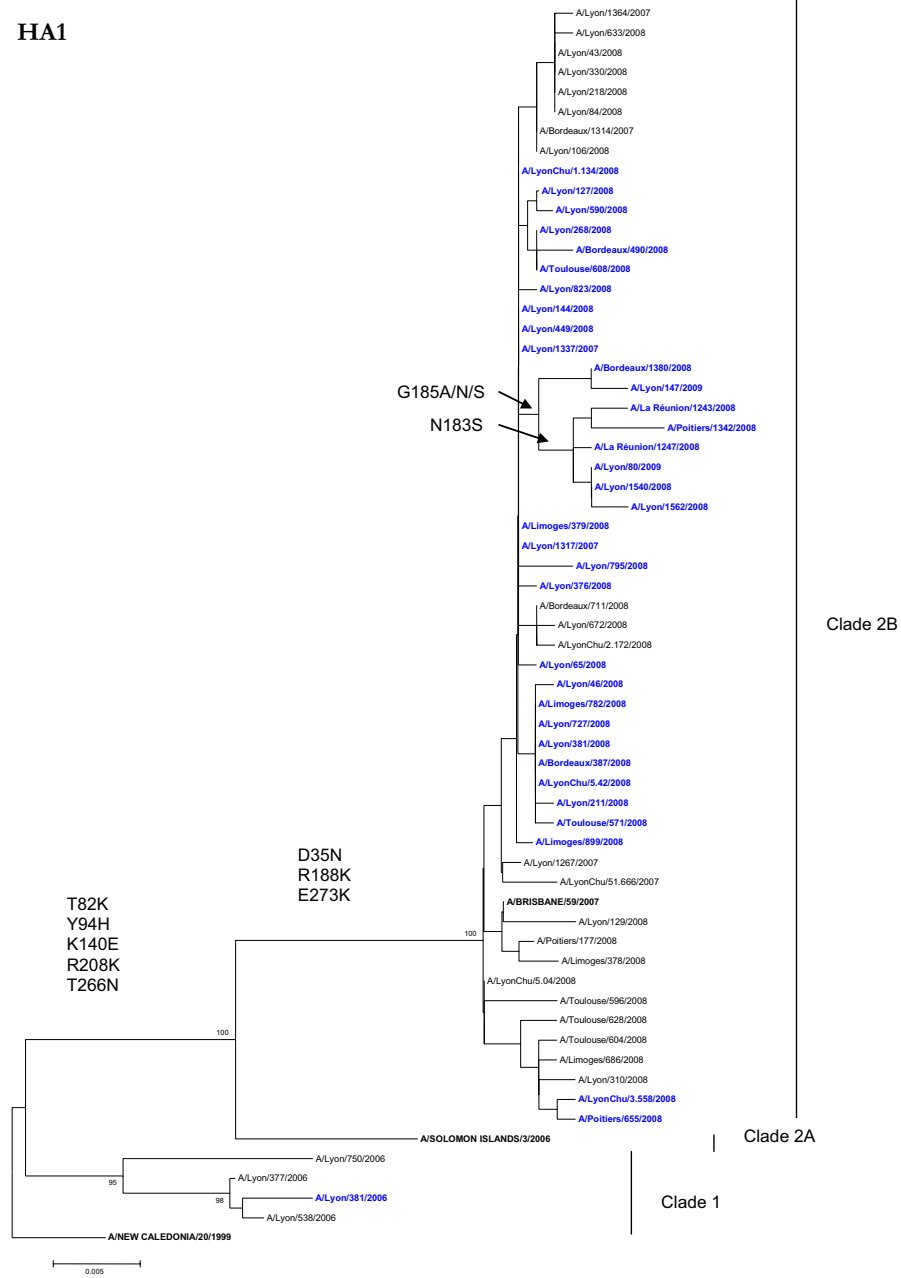 HA1
A/Lyon/1364/2007
A/Lyon/633/2008
A/Lyon/43/2008
A/Lyon/330/2008
A/Lyon/218/2008
A/Lyon/84/2008
A/Bordeaux/1314/2007
A/Lyon/106/2008
A/LyonChu/1.134/2008
A/Lyon/127/2008
A/Lyon/590/2008
A/Lyon/268/2008
A/Bordeaux/490/2008
A/Toulouse/608/2008
A/Lyon/823/2008
A/Lyon/144/2008
A/Lyon/449/2008
A/Lyon/1337/2007
A/Bordeaux/1380/2008
G185A/N/S
A/Lyon/147/2009
A/La Réunion/1243/2008
N183S
A/Poitiers/1342/2008
A/La Réunion/1247/2008
A/Lyon/80/2009
A/Lyon/1540/2008
A/Lyon/1562/2008
A/Limoges/379/2008
A/Lyon/1317/2007
A/Lyon/795/2008
A/Lyon/376/2008
A/Bordeaux/711/2008
A/Lyon/672/2008
Clade 2B
A/LyonChu/2.172/2008
A/Lyon/65/2008
A/Lyon/46/2008
A/Limoges/782/2008
A/Lyon/727/2008
A/Lyon/381/2008
A/Bordeaux/387/2008
A/LyonChu/5.42/2008
A/Lyon/211/2008
A/Toulouse/571/2008
A/Limoges/899/2008
D35N
R188K
E273K
A/Lyon/1267/2007
A/LyonChu/51.666/2007
T82K
Y94H
K140E
R208K
T266N
A/BRISBANE/59/2007
A/Lyon/129/2008
100
A/Poitiers/177/2008
A/Limoges/378/2008
A/LyonChu/5.04/2008
A/Toulouse/596/2008
A/Toulouse/628/2008
100
A/Toulouse/604/2008
A/Limoges/686/2008
A/Lyon/310/2008
A/LyonChu/3.558/2008
A/Poitiers/655/2008
A/SOLOMON ISLANDS/3/2006
Clade 2A
A/Lyon/750/2006
95
A/Lyon/377/2006
98
A/Lyon/381/2006
Clade 1
A/Lyon/538/2006
A/NEW CALEDONIA/20/1999
0.005